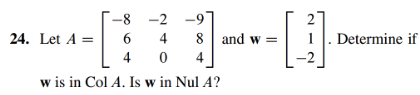 24. Let A = [ -8 -2 -9 ; 6 4 8 ; 4 0 4 ] and w = [ 2 ; 1 ; -2 ]. Determine if
w is in Col A. Is w in Nul A?